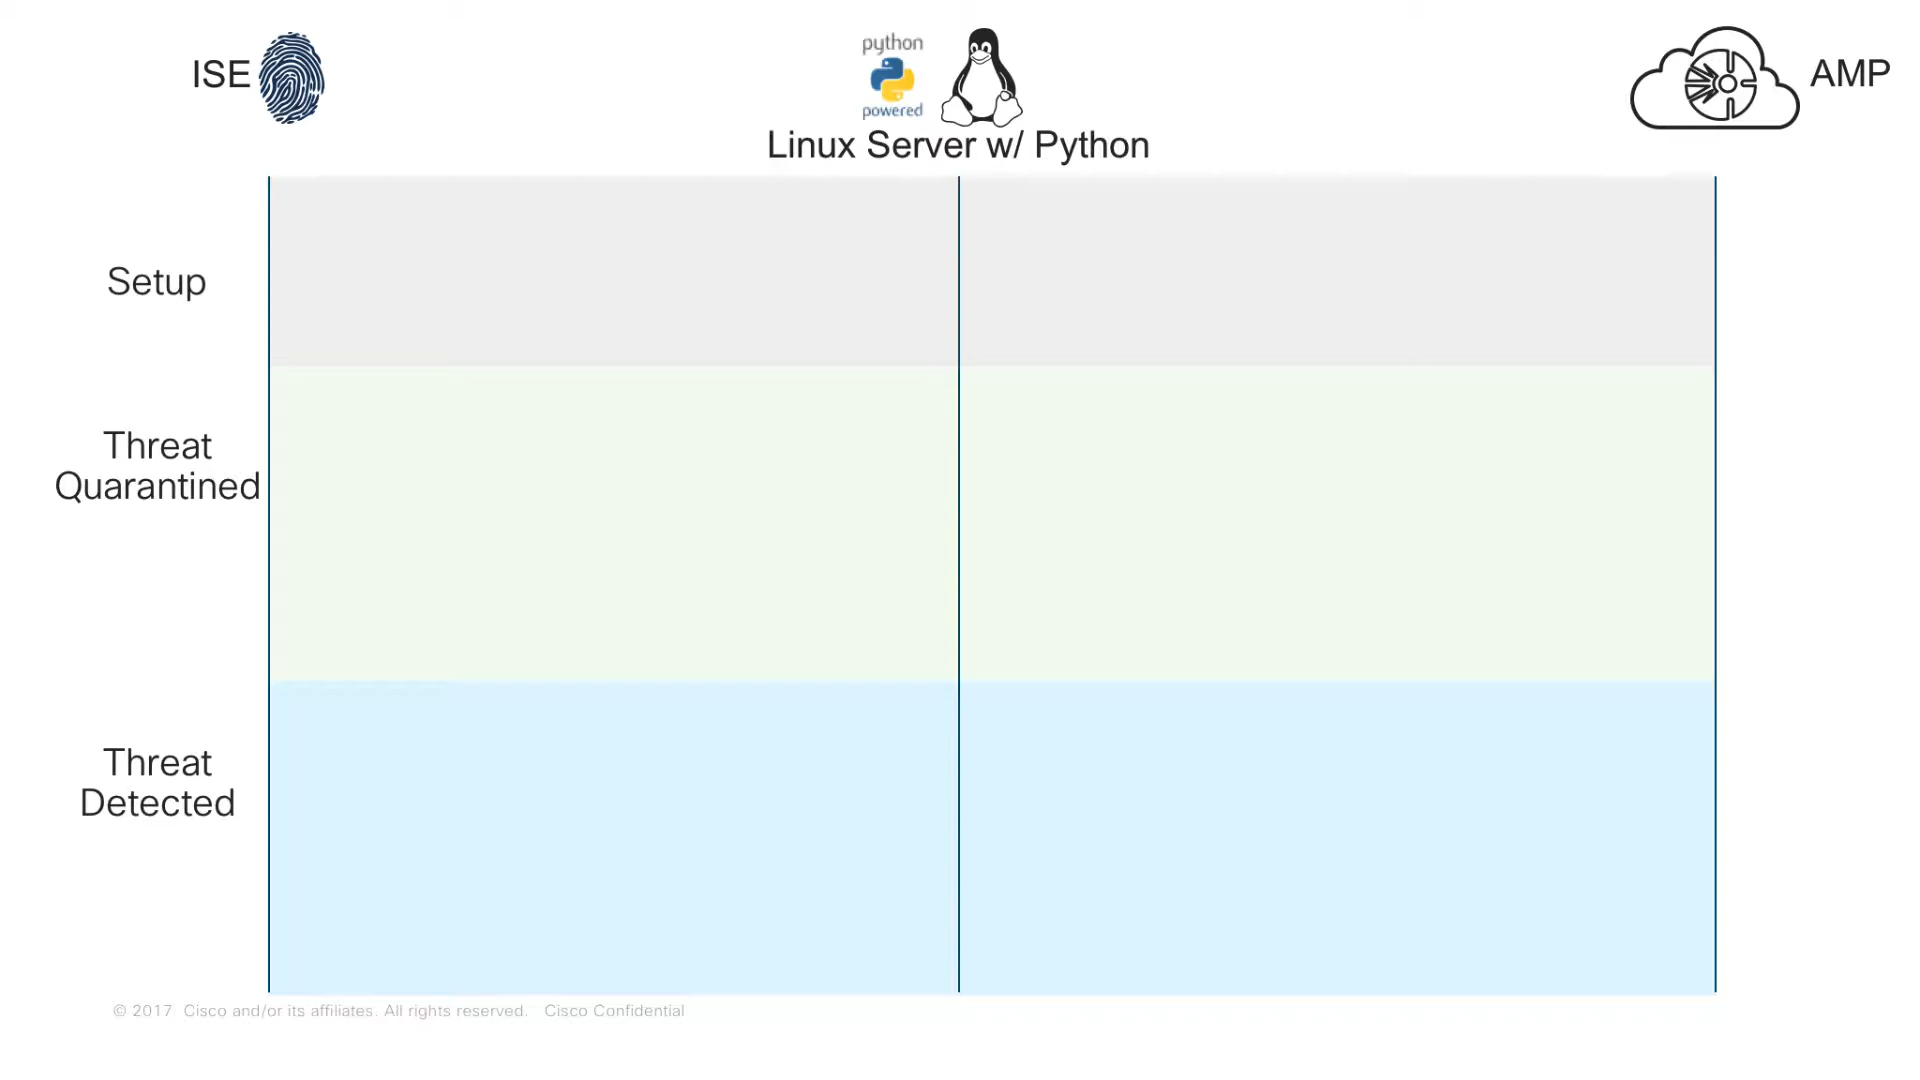 ISE
python
powered
Linux Server w/ Python
AMP
Setup
Threat
Quarantined
Threat
Detected
© 2017 Cisco and/or its affiliates. All rights reserved. Cisco Confidential